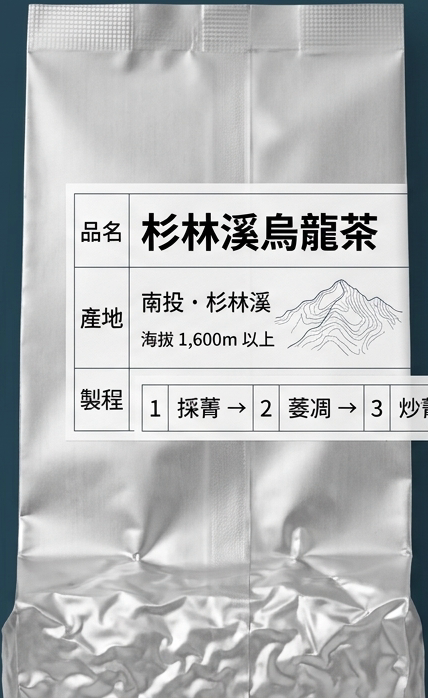 品名 杉林溪烏龍茶
產地
南投・杉林溪
海拔 1,600m 以上
製程
1 採菁 → 2 萎凋 → 3 炒